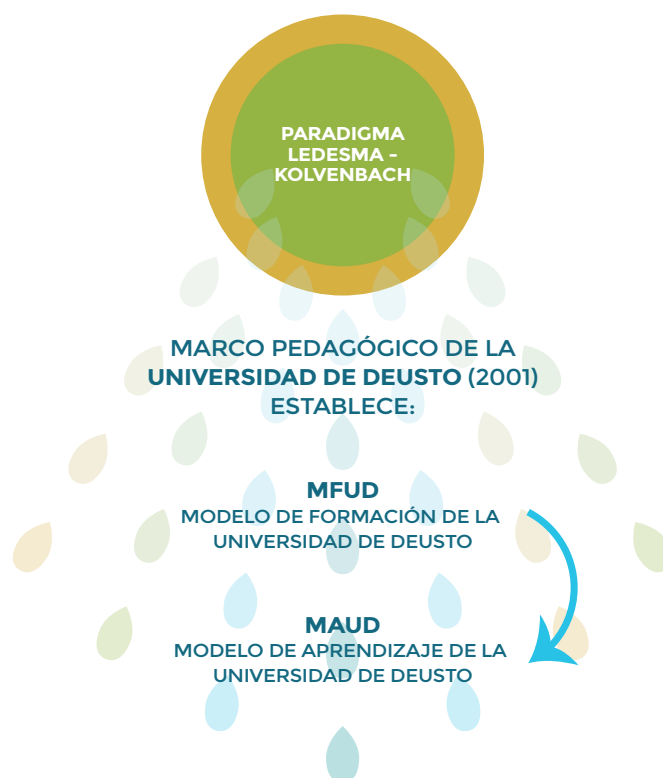 PARADIGMA
LEDESMA -
KOLVENBACH
MARCO PEDAGÓGICO DE LA
UNIVERSIDAD DE DEUSTO (2001)
ESTABLECE:
MFUD
MODELO DE FORMACIÓN DE LA
UNIVERSIDAD DE DEUSTO
MAUD
MODELO DE APRENDIZAJE DE LA
UNIVERSIDAD DE DEUSTO